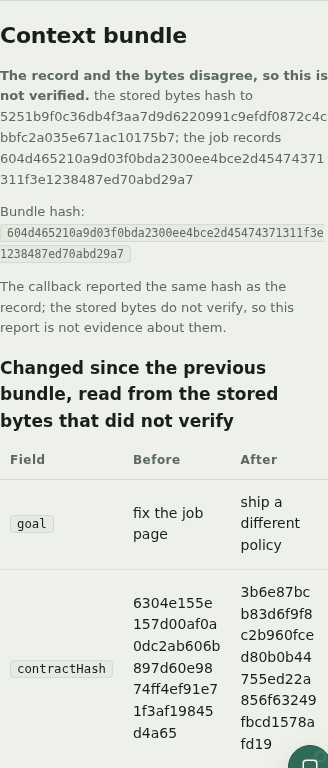 Context bundle
The record and the bytes disagree, so this is
not verified. the stored bytes hash to
5251b9f0c36db4f3aa7d9d6220991c9efdf0872c4c
bbfc2a035e671ac10175b7; the job records
604d465210a9d03f0bda2300ee4bce2d45474371
311f3e1238487ed70abd29a7
Bundle hash:
604d465210a9d03f0bda2300ee4bce2d45474371311f3e
1238487ed70abd29a7
The callback reported the same hash as the
record; the stored bytes do not verify, so this
report is not evidence about them.
Changed since the previous
bundle, read from the stored
bytes that did not verify
Field Before After
goal
fix the job
page
ship a
different
policy
contractHash
6304e155e
157d00af0a
0dc2ab606b
897d60e98
74ff4ef91e7
1f3af19845
d4a65
3b6e87bc
b83d6f9f8
c2b960fce
d80b0b44
755ed22a
856f63249
fbcd1578a
fd19